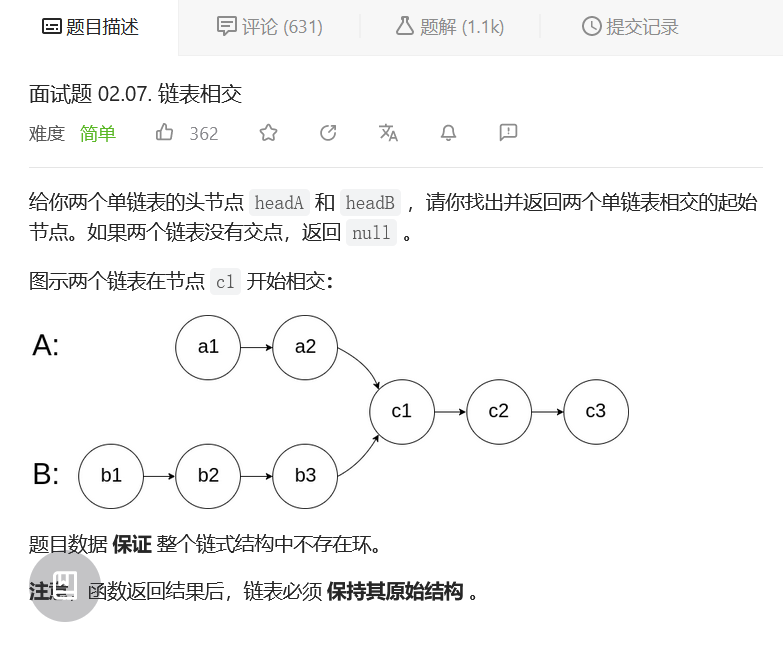 题目描述 评论 (631) 题解 (1.1k) 提交记录
面试题 02.07. 链表相交
难度 简单 362
给你两个单链表的头节点 headA 和 headB ，请你找出并返回两个单链表相交的起始
节点。如果两个链表没有交点，返回 null 。
图示两个链表在节点 c1 开始相交：
A: a1 a2
c1 c2 c3
B: b1 b2 b3
题目数据 保证 整个链式结构中不存在环。
注意，函数返回结果后，链表必须 保持其原始结构 。